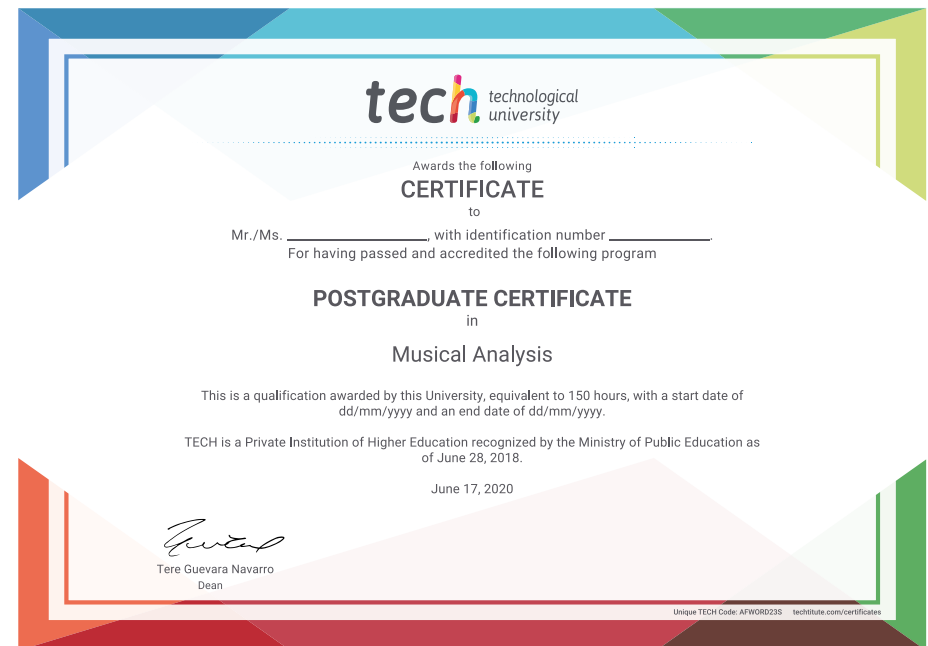 tech technological
university
Awards the following
CERTIFICATE
to
Mr./Ms. ____________, with identification number _________.
For having passed and accredited the following program
POSTGRADUATE CERTIFICATE
in
Musical Analysis
This is a qualification awarded by this University, equivalent to 150 hours, with a start date of
dd/mm/yyyy and an end date of dd/mm/yyyy.
TECH is a Private Institution of Higher Education recognized by the Ministry of Public Education as
of June 28, 2018.
June 17, 2020
Tere Guevara Navarro
Dean
Unique TECH Code: AFWORD23S techtitute.com/certificates